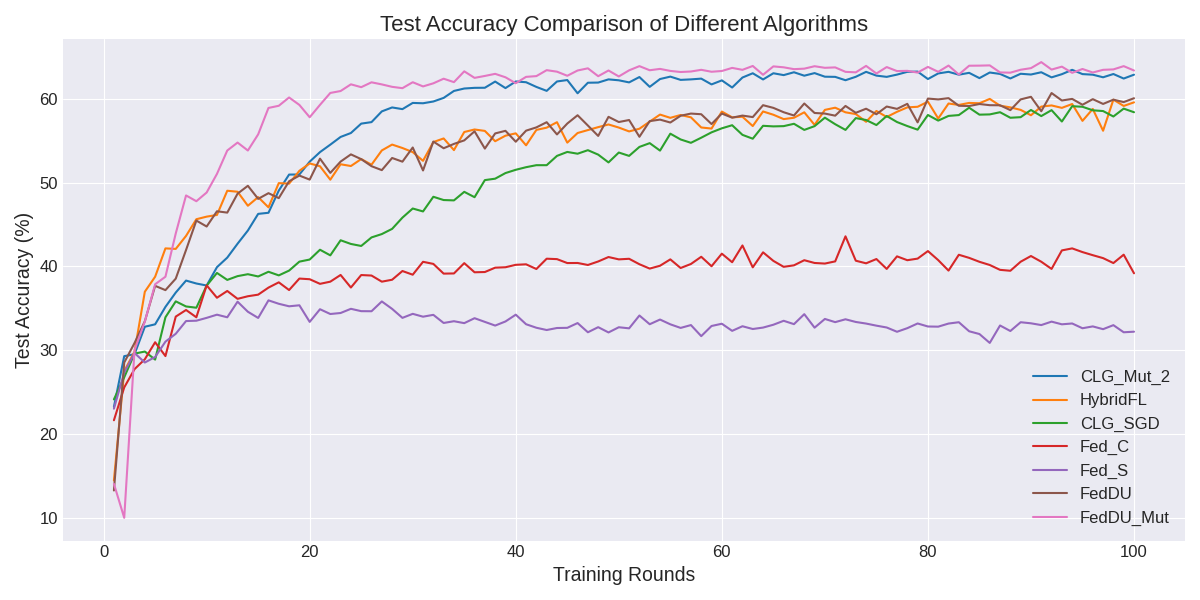 Test Accuracy Comparison of Different Algorithms
Test Accuracy (%)
60
50
40
30
20
10
0
20
40
60
80
100
Training Rounds
CLG_Mut_2
HybridFL
CLG_SGD
Fed_C
Fed_S
FedDU
FedDU_Mut